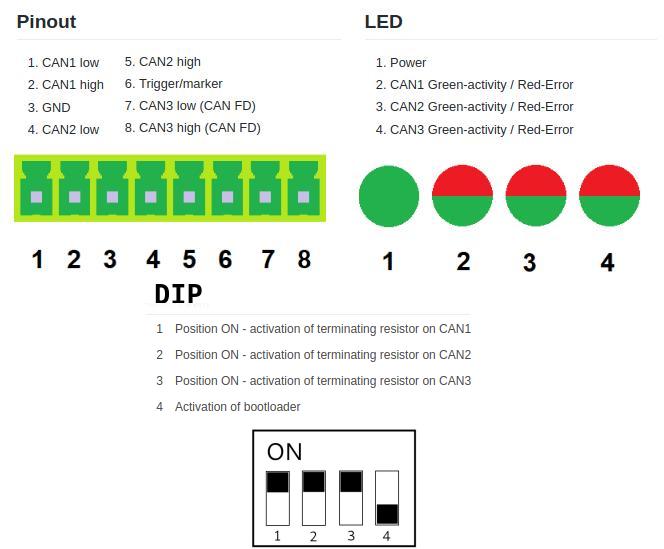 Pinout
1. CAN1 low
2. CAN1 high
3. GND
4. CAN2 low
5. CAN2 high
6. Trigger/marker
7. CAN3 low (CAN FD)
8. CAN3 high (CAN FD)
1 2 3 4 5 6 7 8
LED
1. Power
2. CAN1 Green-activity / Red-Error
3. CAN2 Green-activity / Red-Error
4. CAN3 Green-activity / Red-Error
1 2 3 4
DIP
1 Position ON - activation of terminating resistor on CAN1
2 Position ON - activation of terminating resistor on CAN2
3 Position ON - activation of terminating resistor on CAN3
4 Activation of bootloader
ON
1 2 3 4